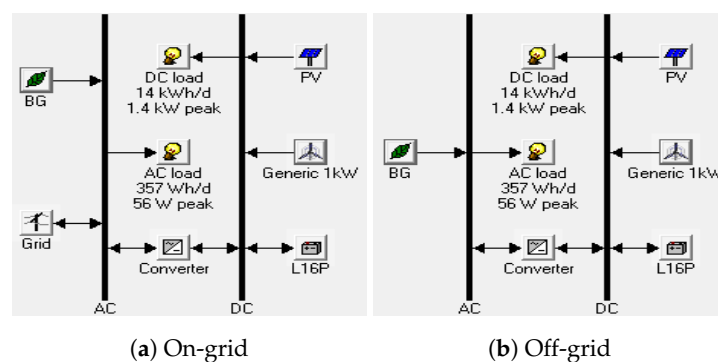 DC load
14 kWh/d
1.4 kW peak
PV
BG
AC load
357 Wh/d
56 W peak
Generic 1kW
Grid
Converter
L16P
AC
DC
(a) On-grid
DC load
14 kWh/d
1.4 kW peak
PV
BG
AC load
357 Wh/d
56 W peak
Generic 1kW
Converter
L16P
AC
DC
(b) Off-grid